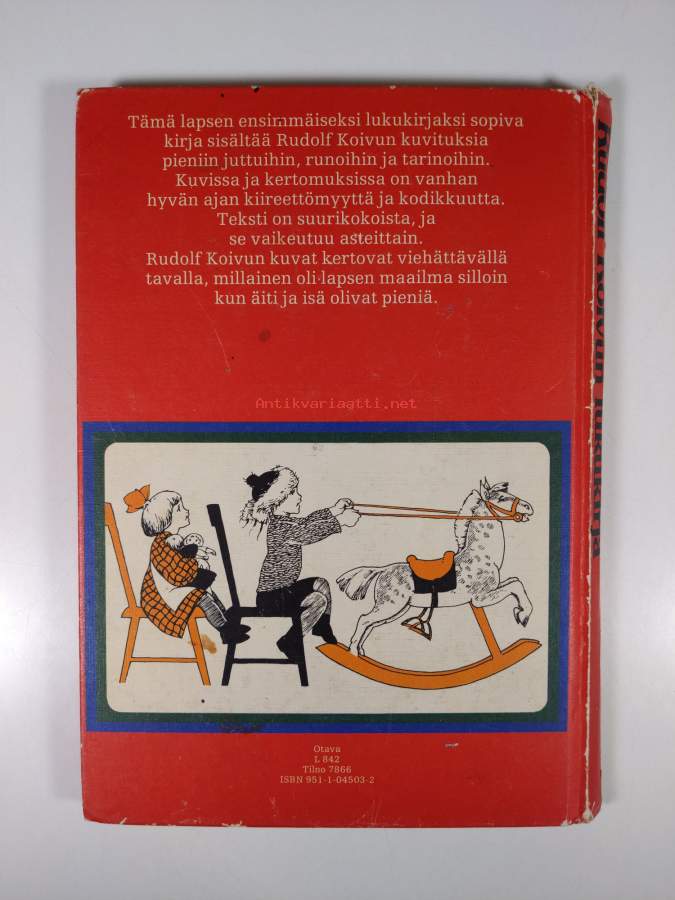 Tämä lapsen ensimmäiseksi lukukirjaksi sopiva
kirja sisältää Rudolf Koivun kuvituksia
pieniin juttuihin, runoihin ja tarinoihin.
Kuvissa ja kertomuksissa on vanhan
hyvän ajan kiireettömyyttä ja kodikkuutta.
Teksti on suurikokoista, ja
se vaikeutuu asteittain.
Rudolf Koivun kuvat kertovat viehättävällä
tavalla, millainen oli lapsen maailma silloin
kun äiti ja isä olivat pieniä.
Antikvariaatti.net
Otava
L 842
Tilno 7866
ISBN 951-1-04503-2
Rudolf Koivun lukukirja